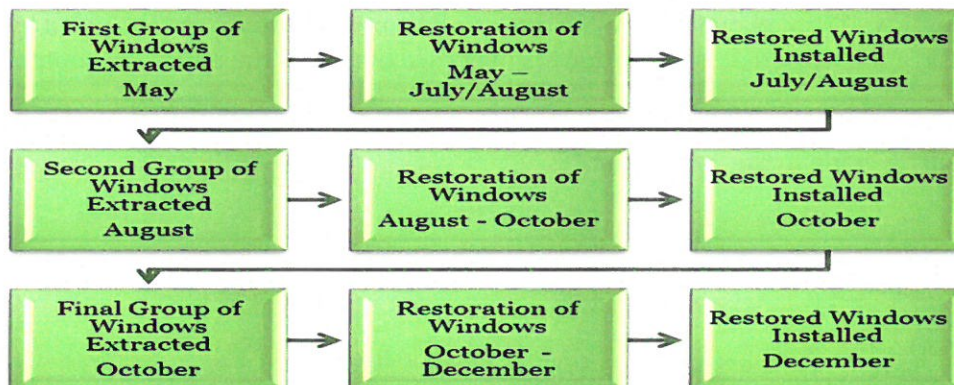 First Group of
Windows
Extracted
May
Restoration of
Windows
May –
July/August
Restored Windows
Installed
July/August
Second Group of
Windows
Extracted
August
Restoration of
Windows
August - October
Restored Windows
Installed
October
Final Group of
Windows
Extracted
October
Restoration of
Windows
October -
December
Restored Windows
Installed
December